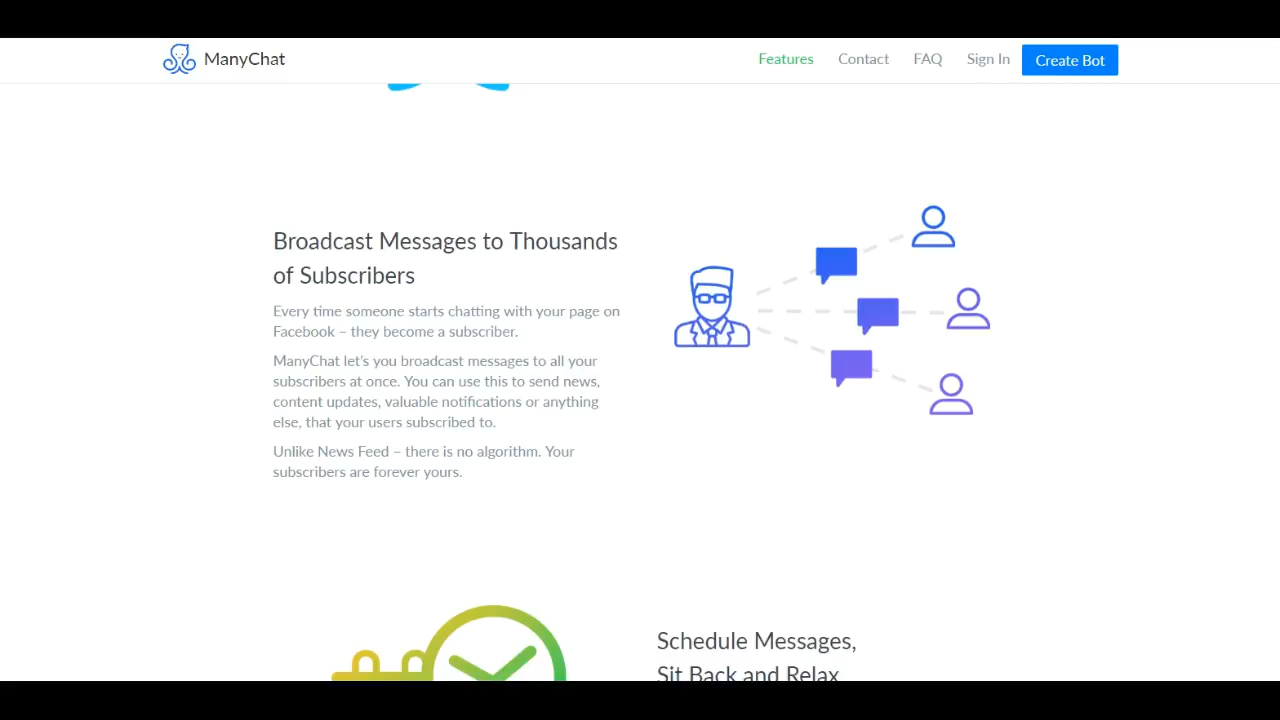 ManyChat
Features
Contact
FAQ
Sign In
Create Bot
Broadcast Messages to Thousands
of Subscribers
Every time someone starts chatting with your page on
Facebook – they become a subscriber.
ManyChat let's you broadcast messages to all your
subscribers at once. You can use this to send news,
content updates, valuable notifications or anything
else, that your users subscribed to.
Unlike News Feed – there is no algorithm. Your
subscribers are forever yours.
Schedule Messages,
Sit Back and Relax